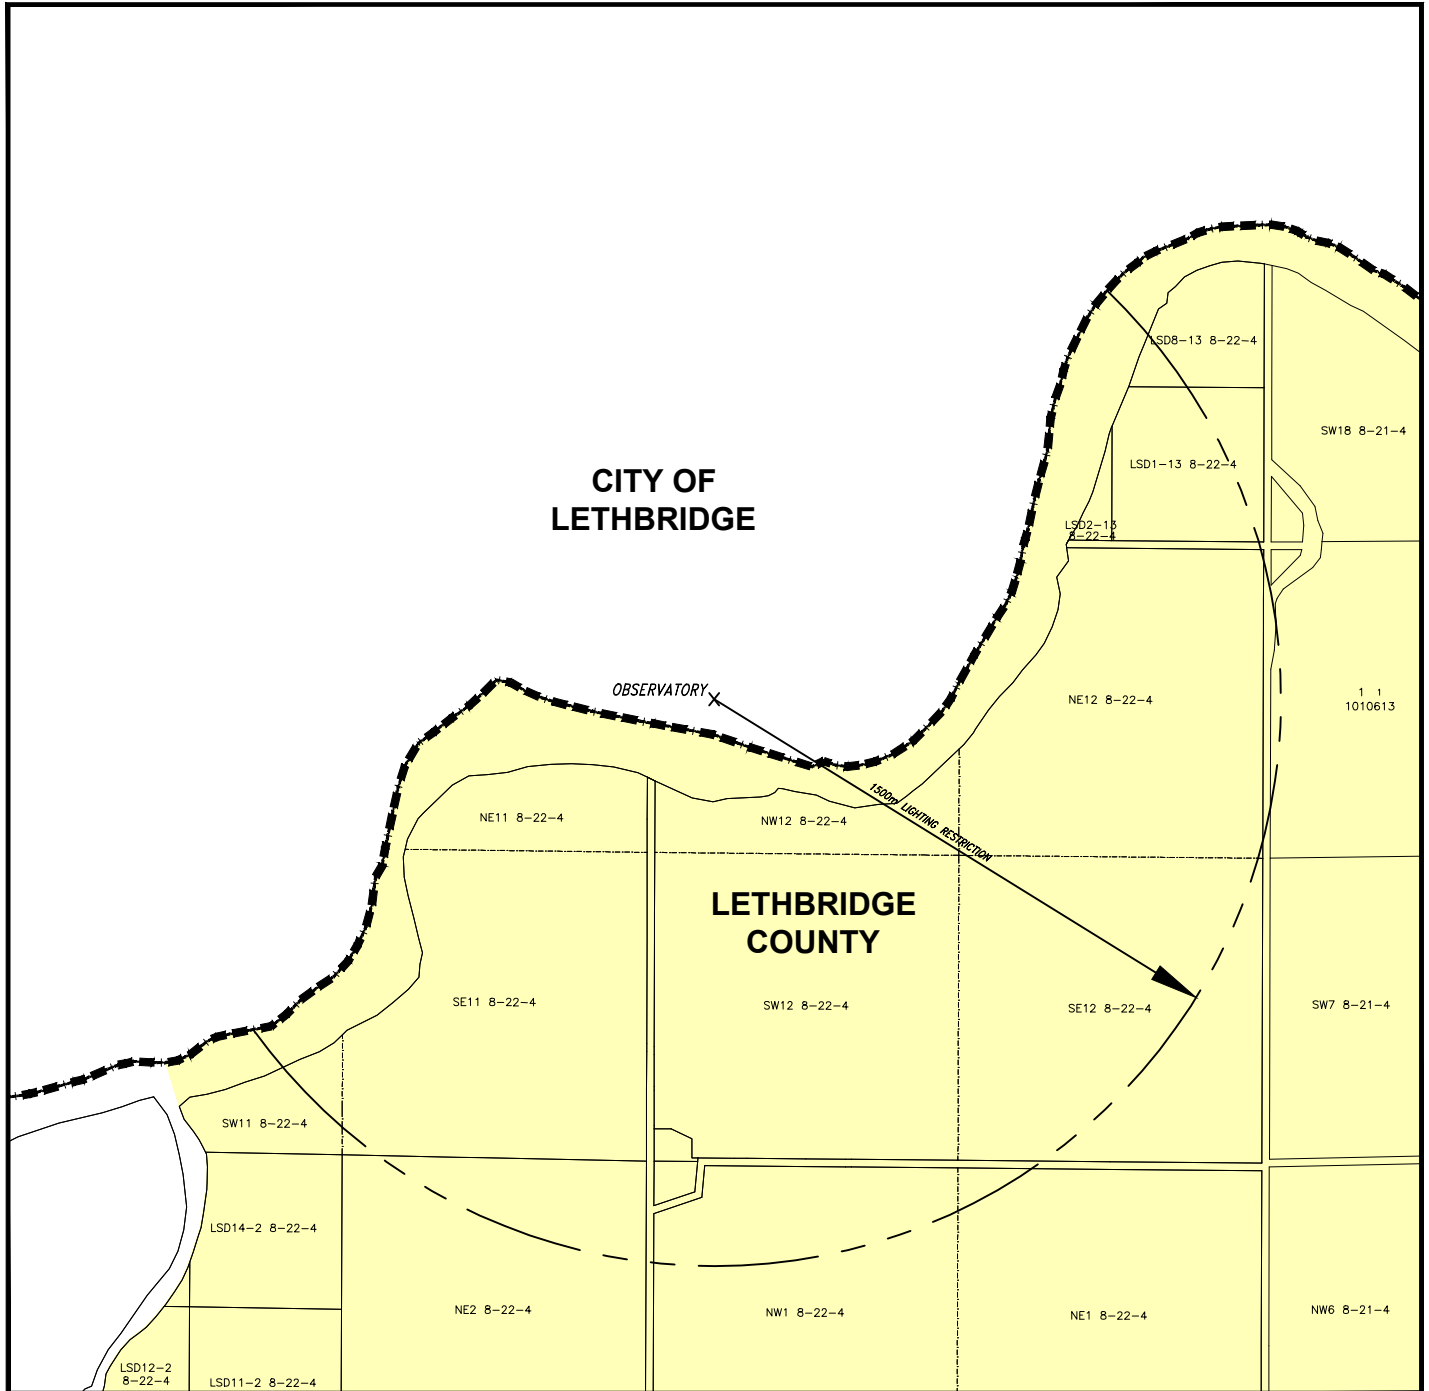 LSD8-13 8-22-4
SW18 8-21-4
LSD1-13 8-22-4
CITY OF
LETHBRIDGE
LSD2-13
8-22-4
OBSERVATORY
NE12 8-22-4
1 1
1010613
1500m LIGHTING RESTRICTION
NE11 8-22-4
NW12 8-22-4
LETHBRIDGE
COUNTY
SE11 8-22-4
SW12 8-22-4
SE12 8-22-4
SW7 8-21-4
SW11 8-22-4
LSD14-2 8-22-4
NE2 8-22-4
NW1 8-22-4
NE1 8-22-4
NW6 8-21-4
LSD12-2
8-22-4
LSD11-2 8-22-4